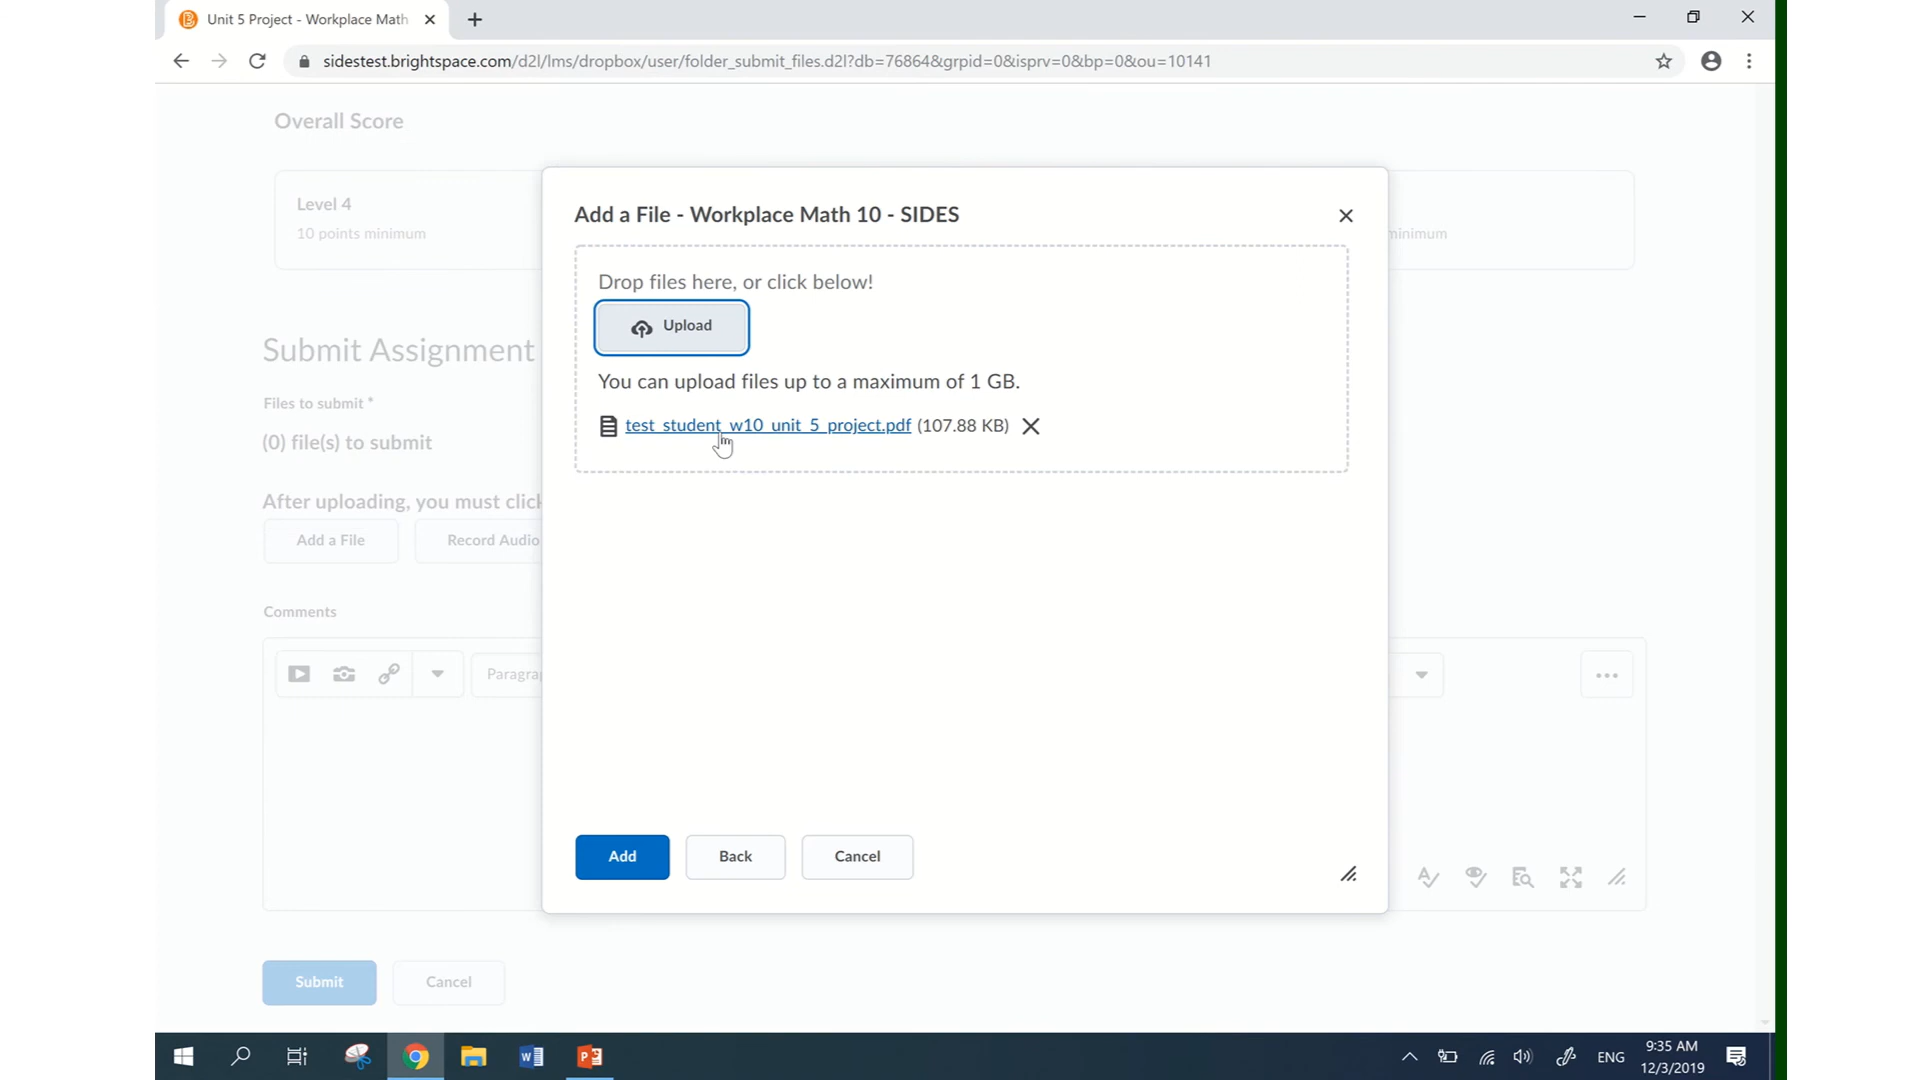 Unit 5 Project - Workplace Math
sidestest.brightspace.com/d2l/lms/dropbox/user/folder_submit_files.d2l?db=76864&grpid=0&isprv=0&bp=0&ou=10141
Overall Score
Level 4
10 points minimum
minimum
Add a File - Workplace Math 10 - SIDES
Drop files here, or click below!
Upload
You can upload files up to a maximum of 1 GB.
test_student_w10_unit_5_project.pdf (107.88 KB)
Submit Assignment
Files to submit *
(0) file(s) to submit
After uploading, you must click
Add a File
Record Audio
Comments
Paragra
Add
Back
Cancel
Submit
Cancel
ENG
9:35 AM
12/3/2019